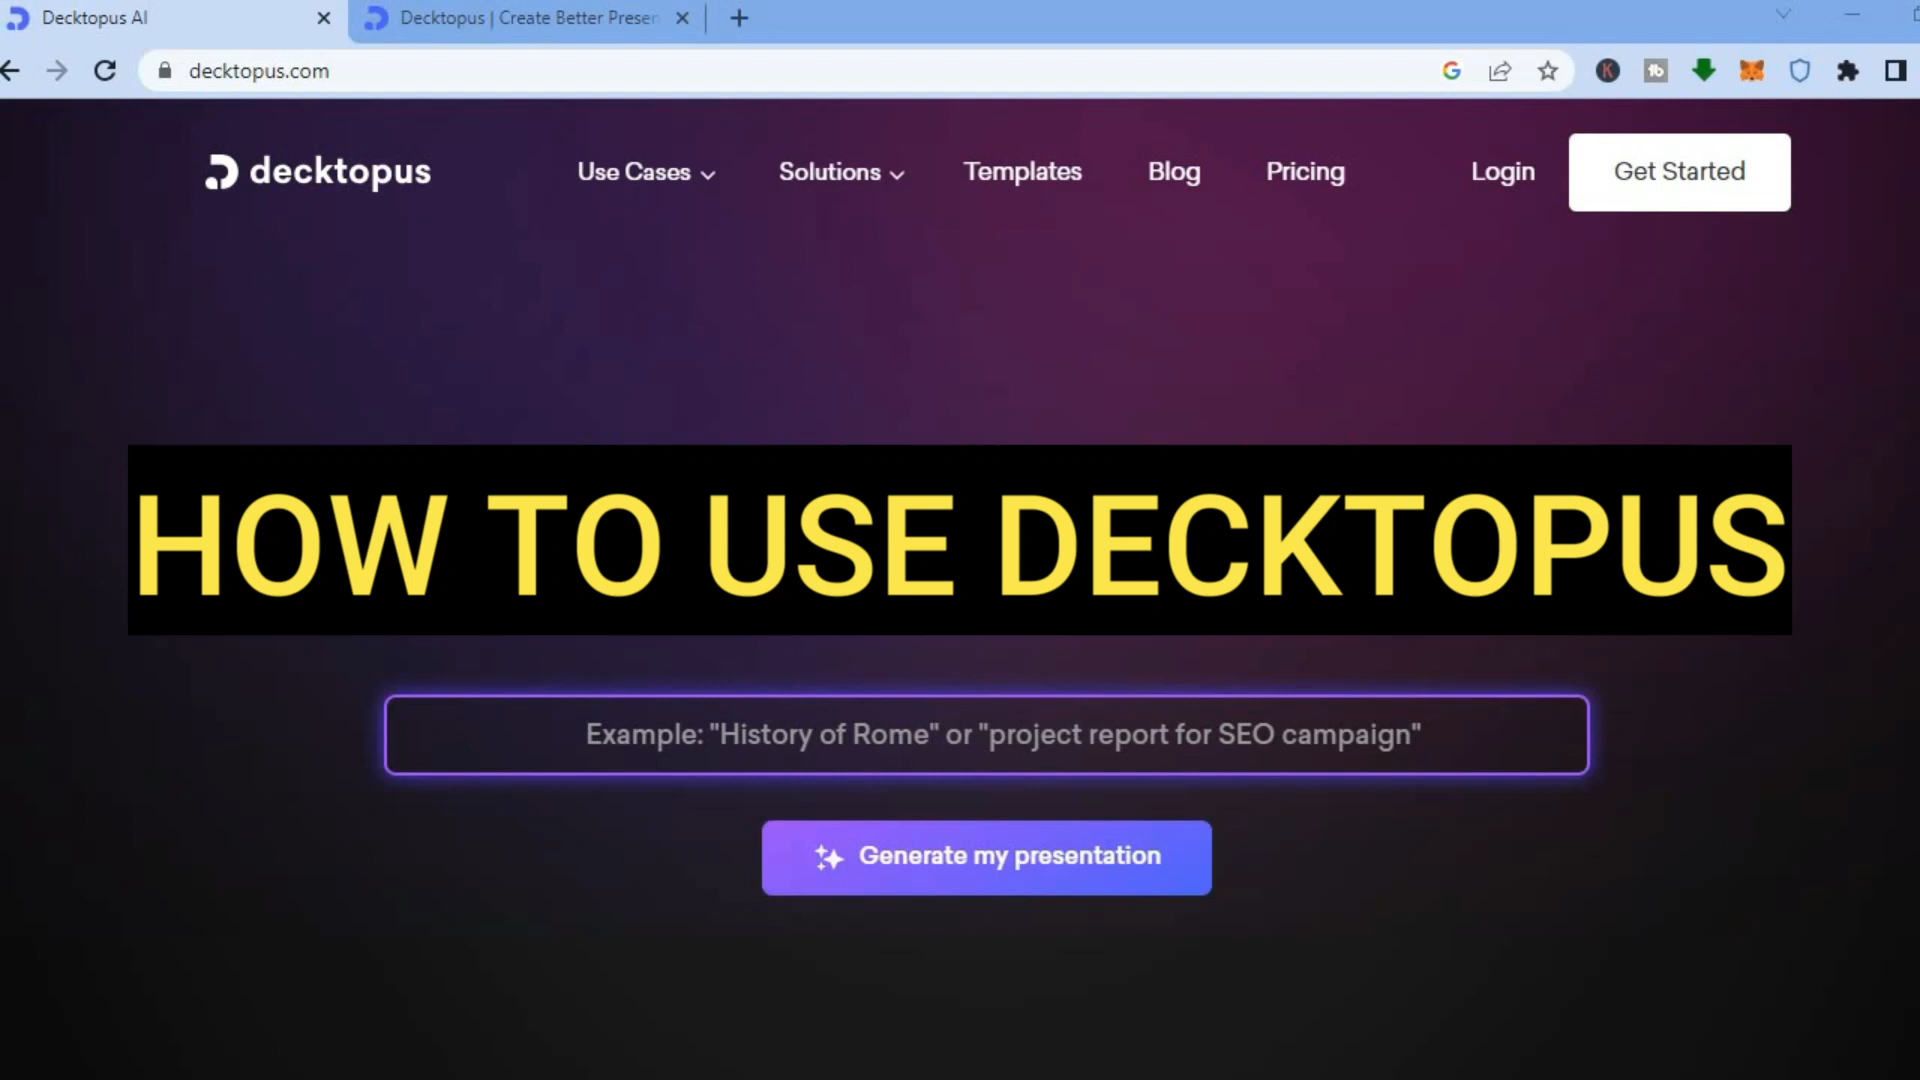 Decktopus AI
Decktopus | Create Better Presen
decktopus.com
decktopus
Use Cases
Solutions
Templates
Blog
Pricing
Login
Get Started
HOW TO USE DECKTOPUS
Example: "History of Rome" or "project report for SEO campaign"
Generate my presentation